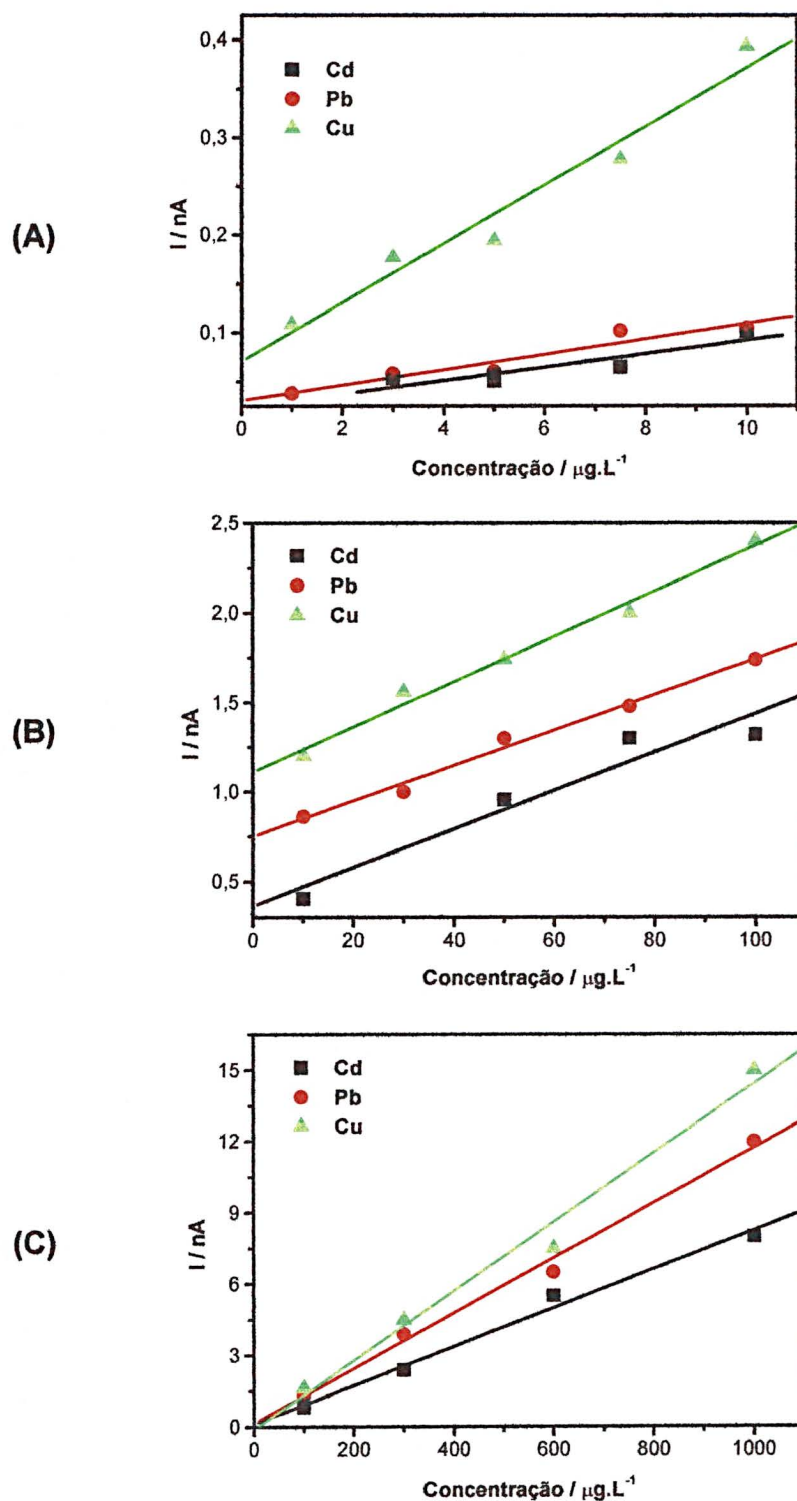 (A)
I / nA
0,4
0,3
0,2
0,1
Cd
Pb
Cu
0 2 4 6 8 10
Concentração / μg.L⁻¹
(B)
I / nA
2,5
2,0
1,5
1,0
0,5
Cd
Pb
Cu
0 20 40 60 80 100
Concentração / μg.L⁻¹
(C)
I / nA
15
12
9
6
3
0
Cd
Pb
Cu
0 200 400 600 800 1000
Concentração / μg.L⁻¹